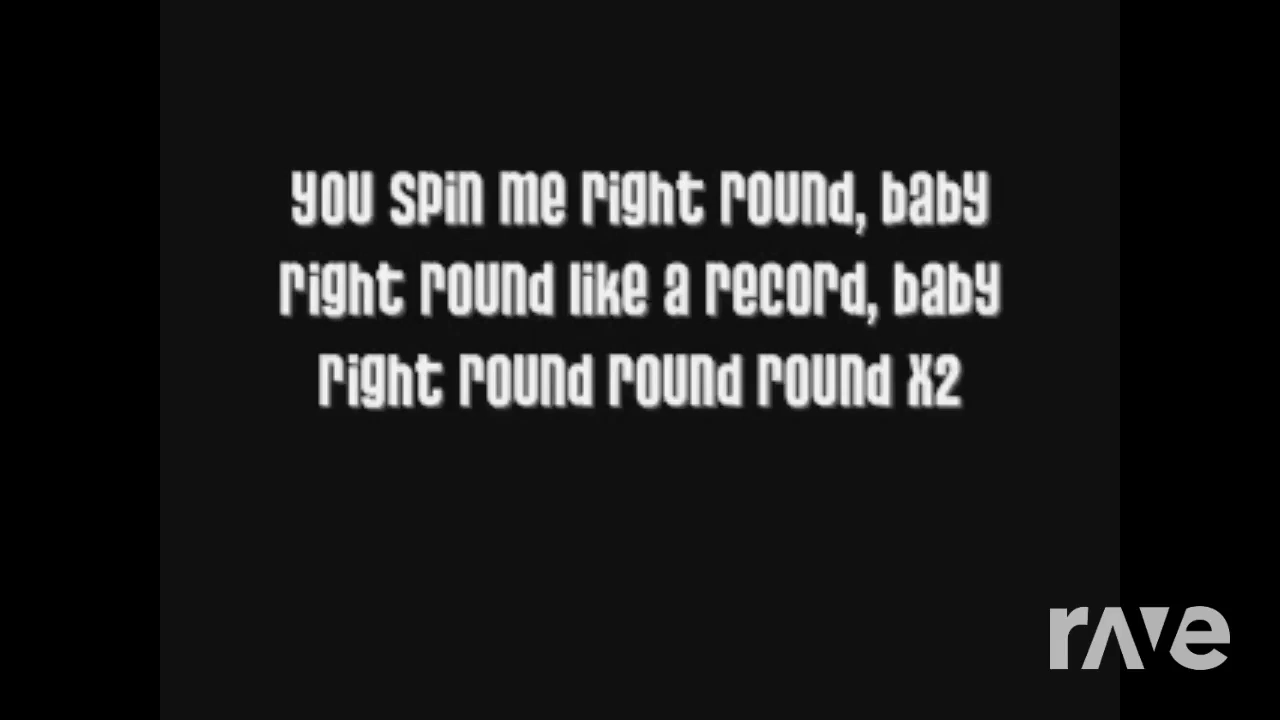 you spin me right round, baby
right round like a record, baby
right round round round x2
rave